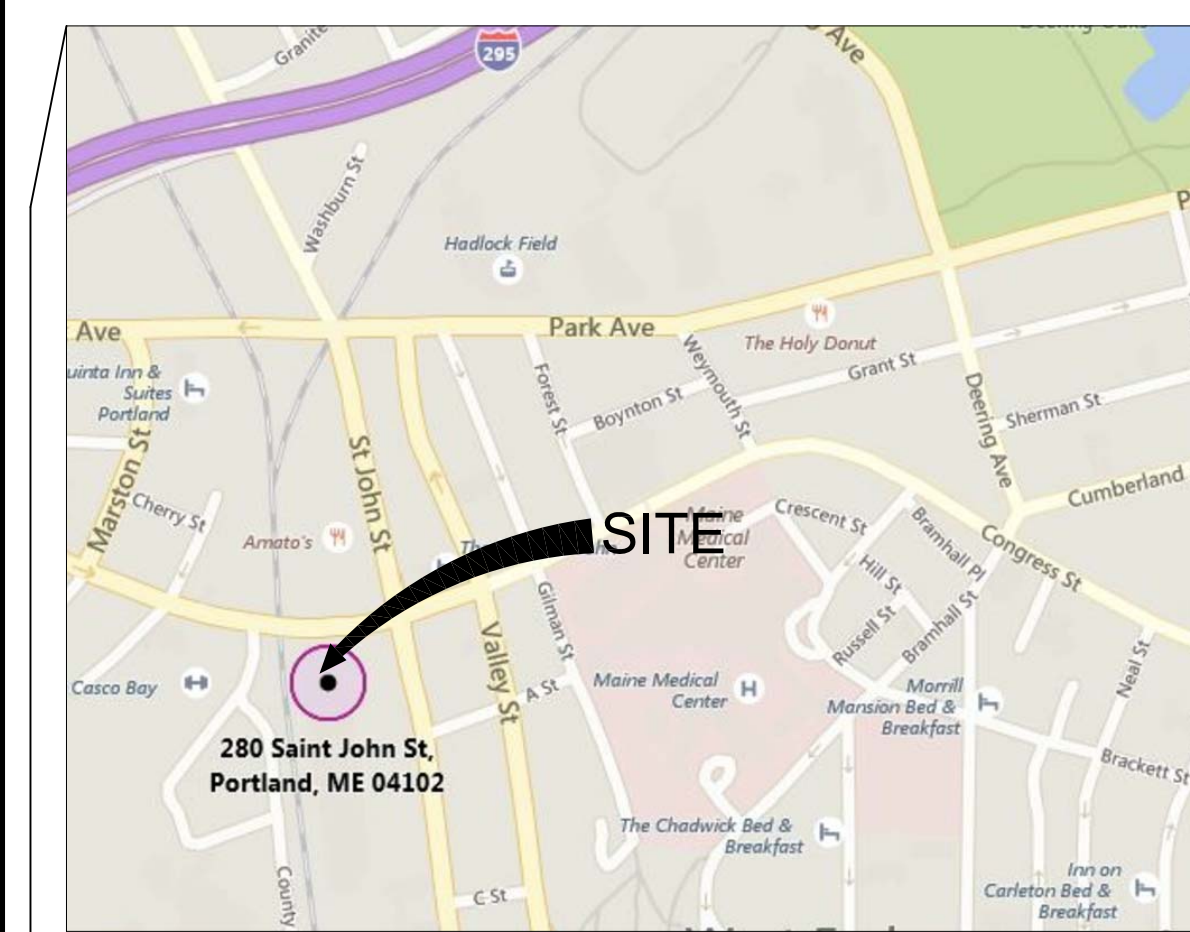 Granite
295
Ave
Deering Oaks
Washburn St
Hadlock Field
Ave
Park Ave
The Holy Donut
Grant St
uinta Inn &
Suites
Portland
Marston St
Cherry St
St John St
Amato's
Forest St
Boynton St
Weymouth St
Deering Ave
Sherman St
Cumberland
SITE
Maine
Medical
Center
Crescent St
Hill St
Russell St
Bramhall Pl
Bramhall St
Congress St
Gilman St
Valley St
A St
Casco Bay
Maine Medical
Center
H
Morrill
Mansion Bed &
Breakfast
Neal St
Brackett St
280 Saint John St,
Portland, ME 04102
The Chadwick Bed &
Breakfast
County
C St
Inn on
Carleton Bed &
Breakfast